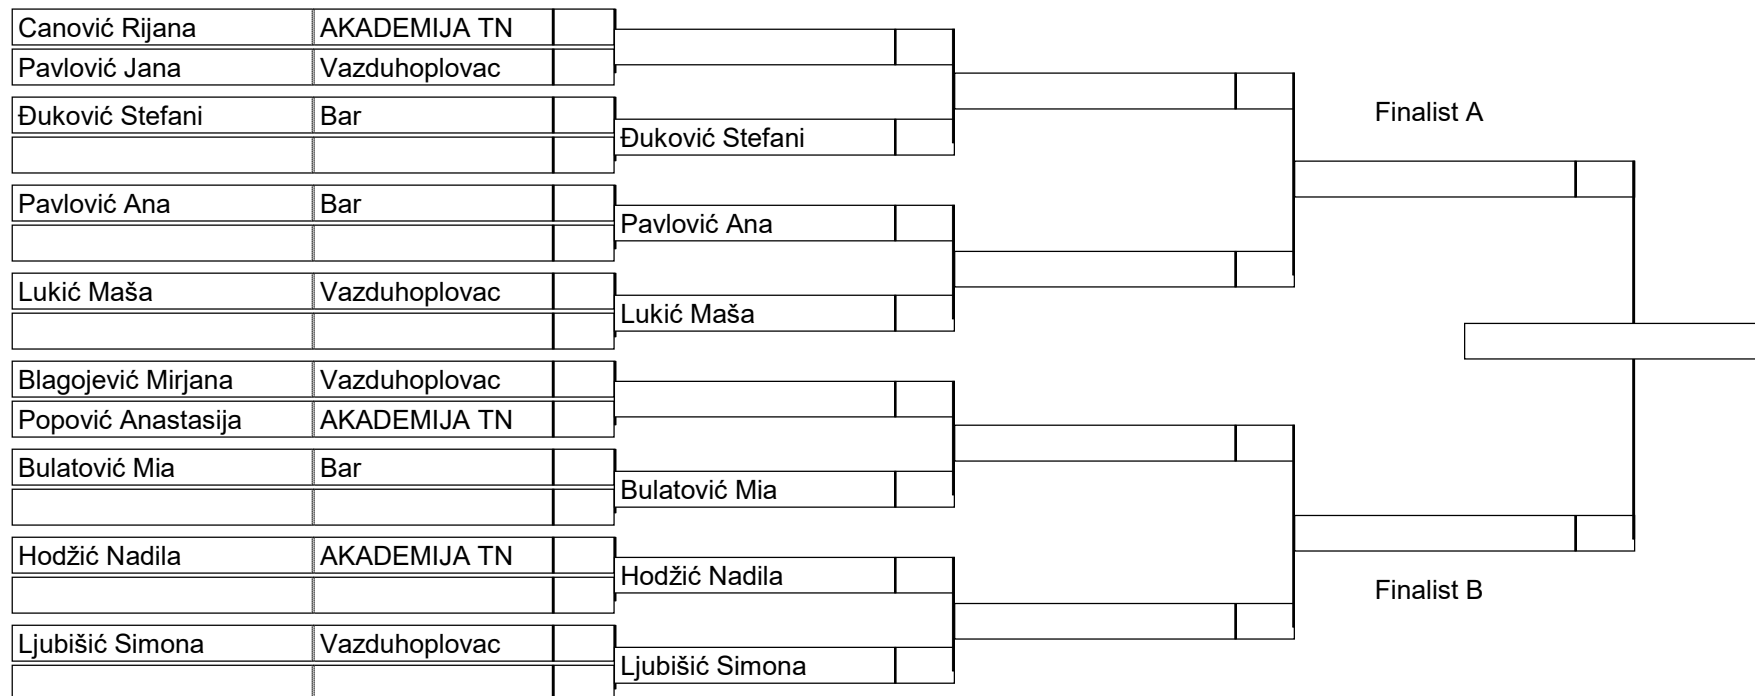 Canović Rijana AKADEMIJA TN
Pavlović Jana Vazduhoplovac
Đuković Stefani Bar
Đuković Stefani
Pavlović Ana Bar
Pavlović Ana
Lukić Maša Vazduhoplovac
Lukić Maša
Blagojević Mirjana Vazduhoplovac
Popović Anastasija AKADEMIJA TN
Bulatović Mia Bar
Bulatović Mia
Hodžić Nadila AKADEMIJA TN
Hodžić Nadila
Ljubišić Simona Vazduhoplovac
Ljubišić Simona
Finalist A
Finalist B